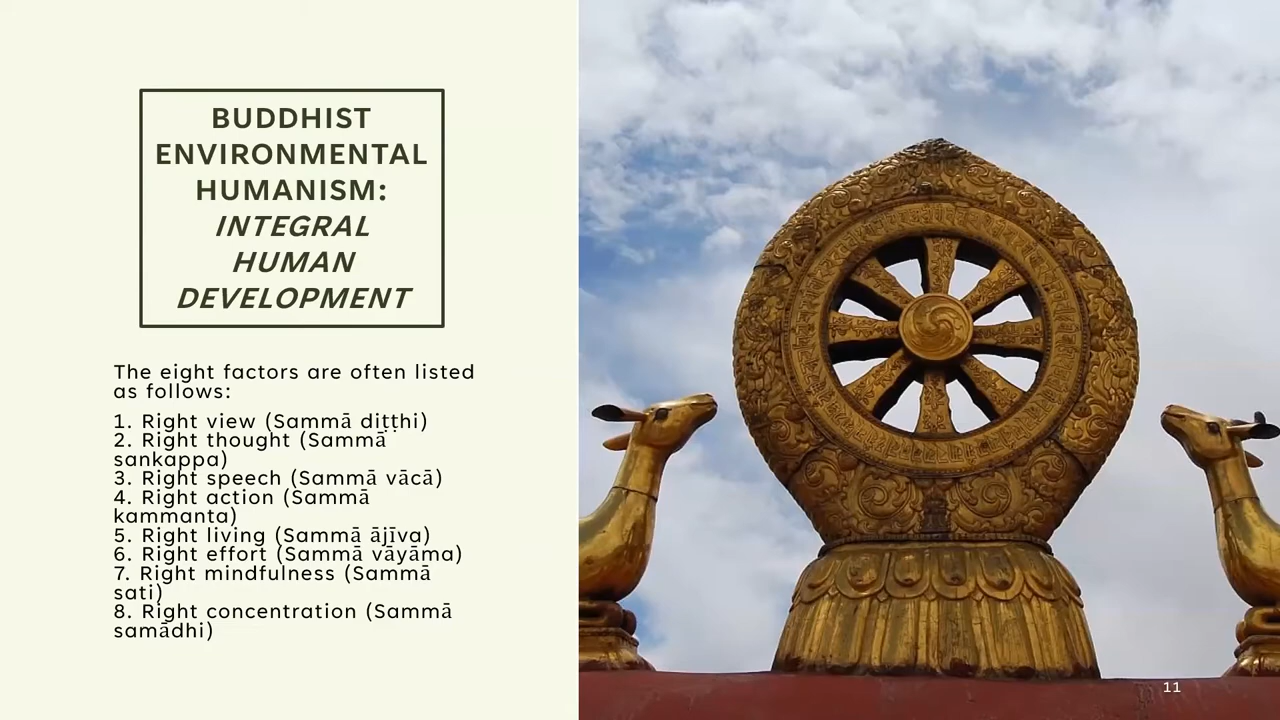 BUDDHIST
ENVIRONMENTAL
HUMANISM:
INTEGRAL
HUMAN
DEVELOPMENT
The eight factors are often listed
as follows:
1. Right view (Sammā diṭṭhi)
2. Right thought (Sammā
sankappa)
3. Right speech (Sammā vācā)
4. Right action (Sammā
kammanta)
5. Right living (Sammā ājīva)
6. Right effort (Sammā vāyāma)
7. Right mindfulness (Sammā
sati)
8. Right concentration (Sammā
samādhi)
11